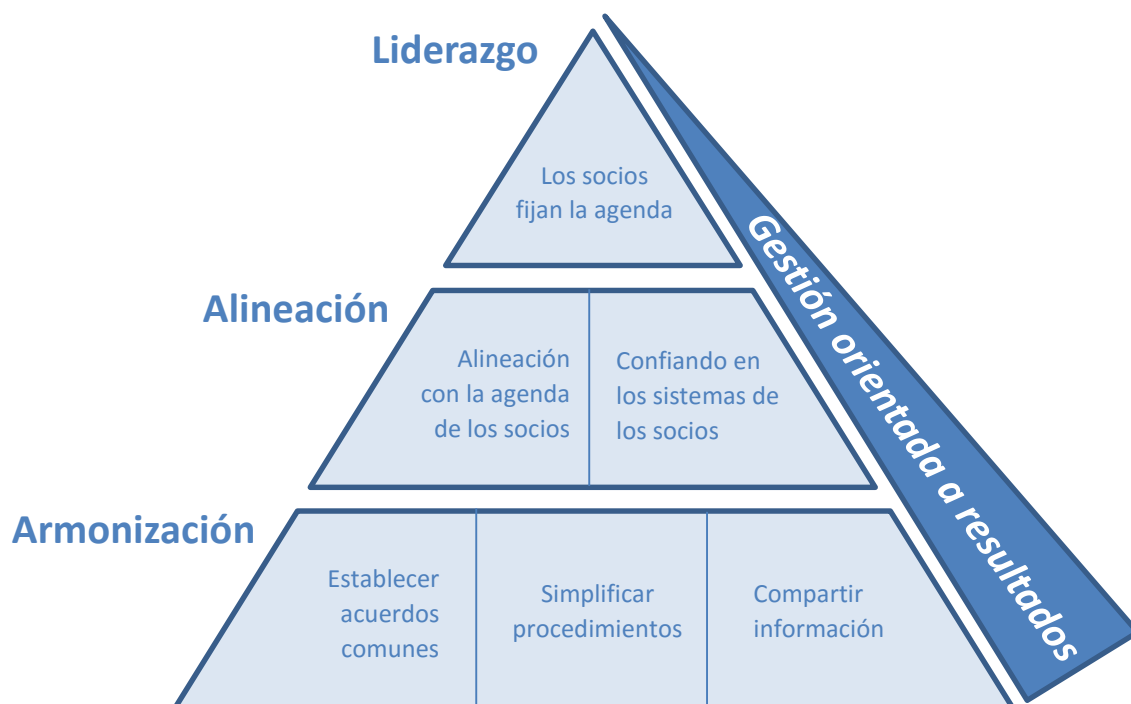 Liderazgo
Los socios
fijan la agenda
Alineación
Alineación
con la agenda
de los socios
Confiando en
los sistemas de
los socios
Armonización
Establecer
acuerdos
comunes
Simplificar
procedimientos
Compartir
información
Gestión orientada a resultados